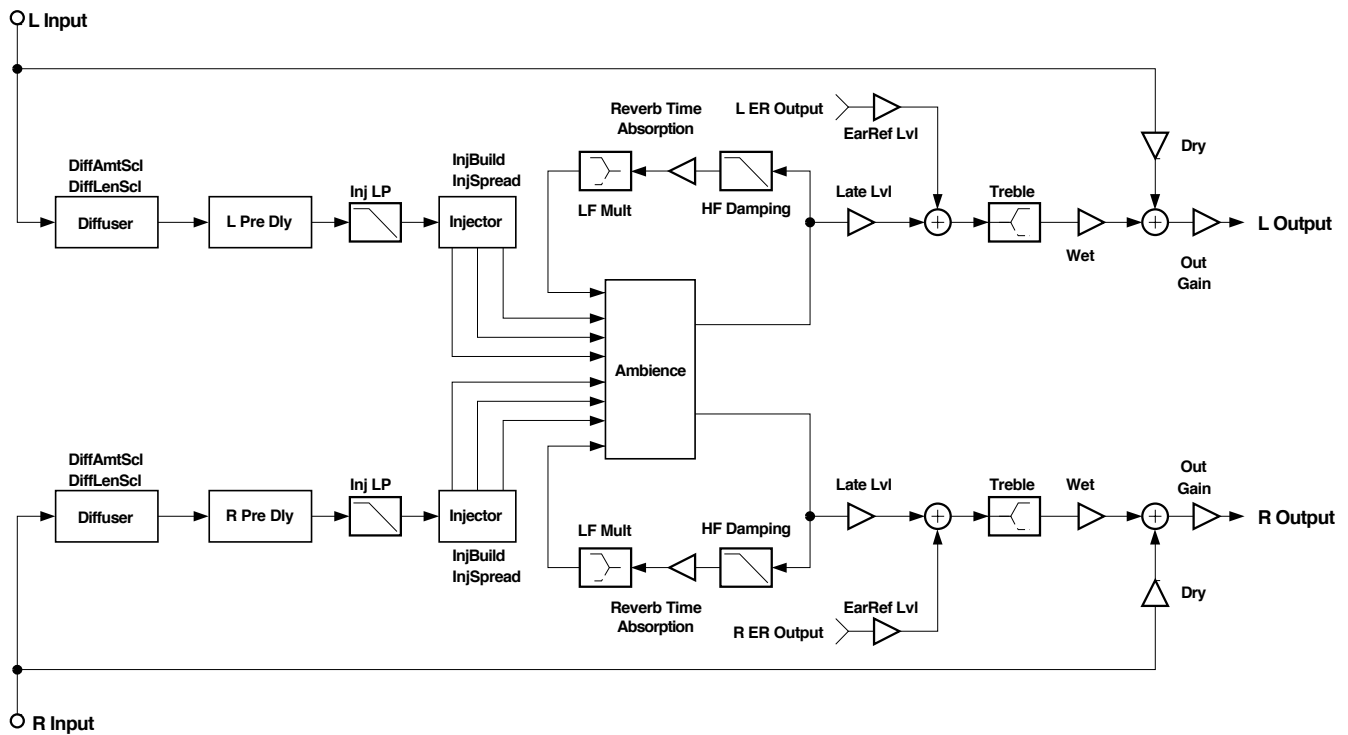 L Input
Reverb Time
Absorption
L ER Output
EarRef Lvl
Dry
DiffAmtScl
DiffLenScl
InjBuild
InjSpread
Inj LP
LF Mult
HF Damping
Late Lvl
Treble
Diffuser
L Pre Dly
Injector
L Output
Wet
Out
Gain
Ambience
DiffAmtScl
DiffLenScl
Inj LP
Late Lvl
Treble
Wet
Out
Gain
Diffuser
R Pre Dly
Injector
R Output
LF Mult
HF Damping
InjBuild
InjSpread
Reverb Time
Absorption
EarRef Lvl
R ER Output
Dry
R Input